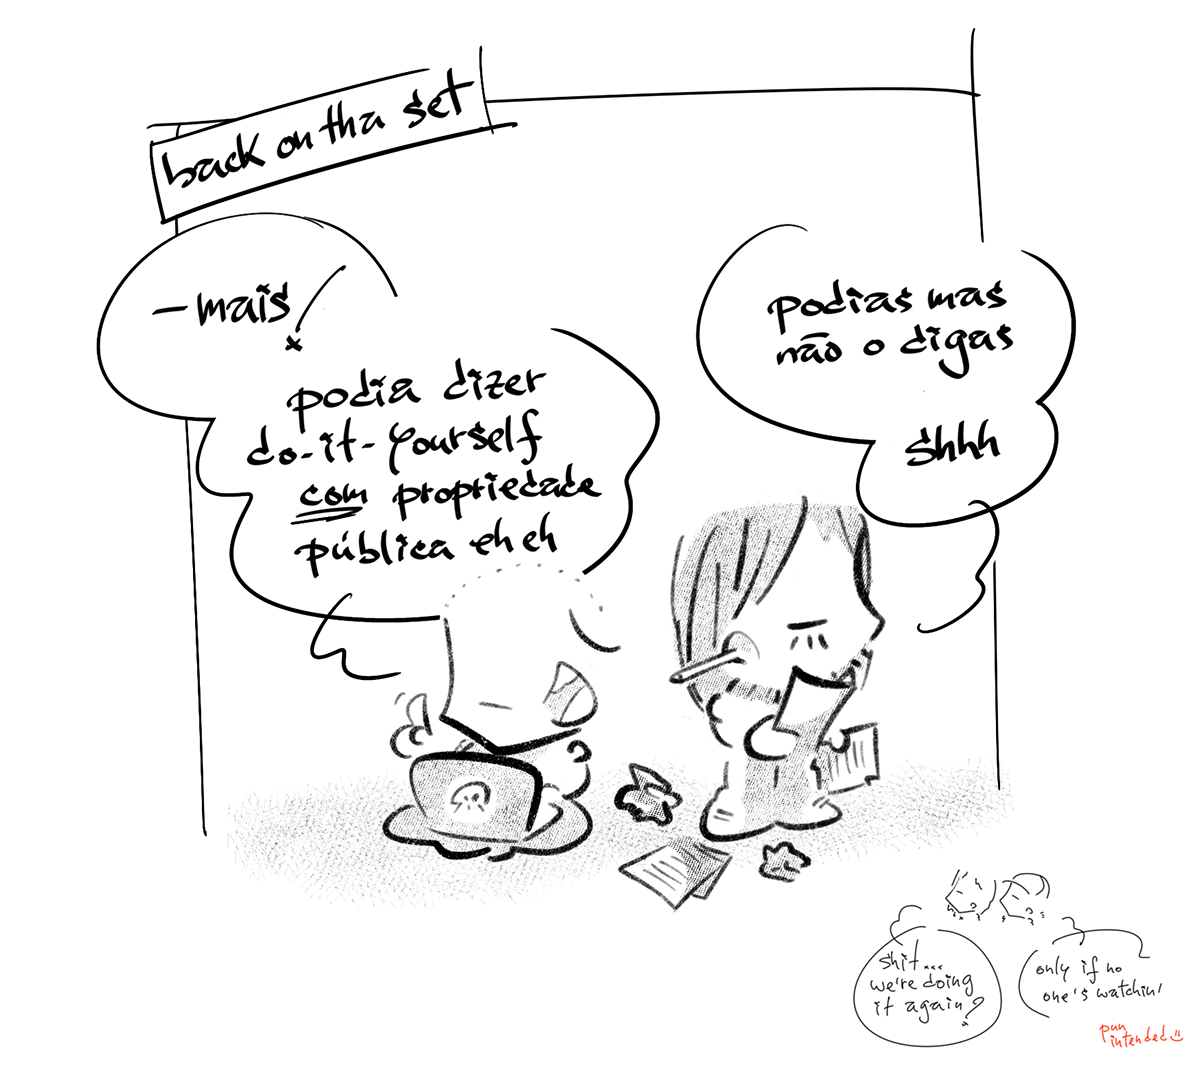 back on tha set
- mais
podia dizer
do-it-yourself
com propriedade
pública eh eh
podias mas
não o digas
shhh
shit...
we're doing
it again?
only if no
one's watchin'
pun
intended